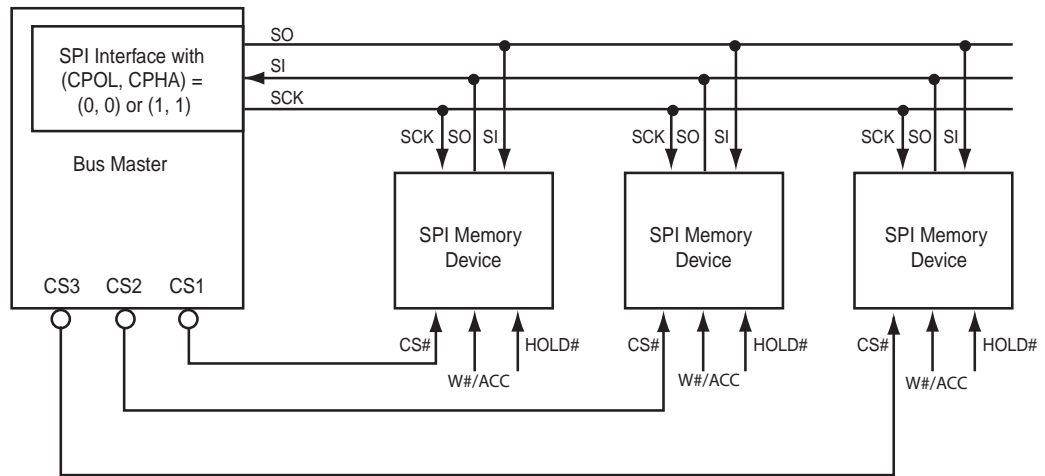 SO
SPI Interface with
(CPOL, CPHA) =
(0, 0) or (1, 1)
SI
SCK
Bus Master
SCK SO SI
SCK SO SI
SCK SO SI
SPI Memory
Device
SPI Memory
Device
SPI Memory
Device
CS3 CS2 CS1
CS# HOLD#
CS# HOLD#
CS# HOLD#
W#/ACC
W#/ACC
W#/ACC